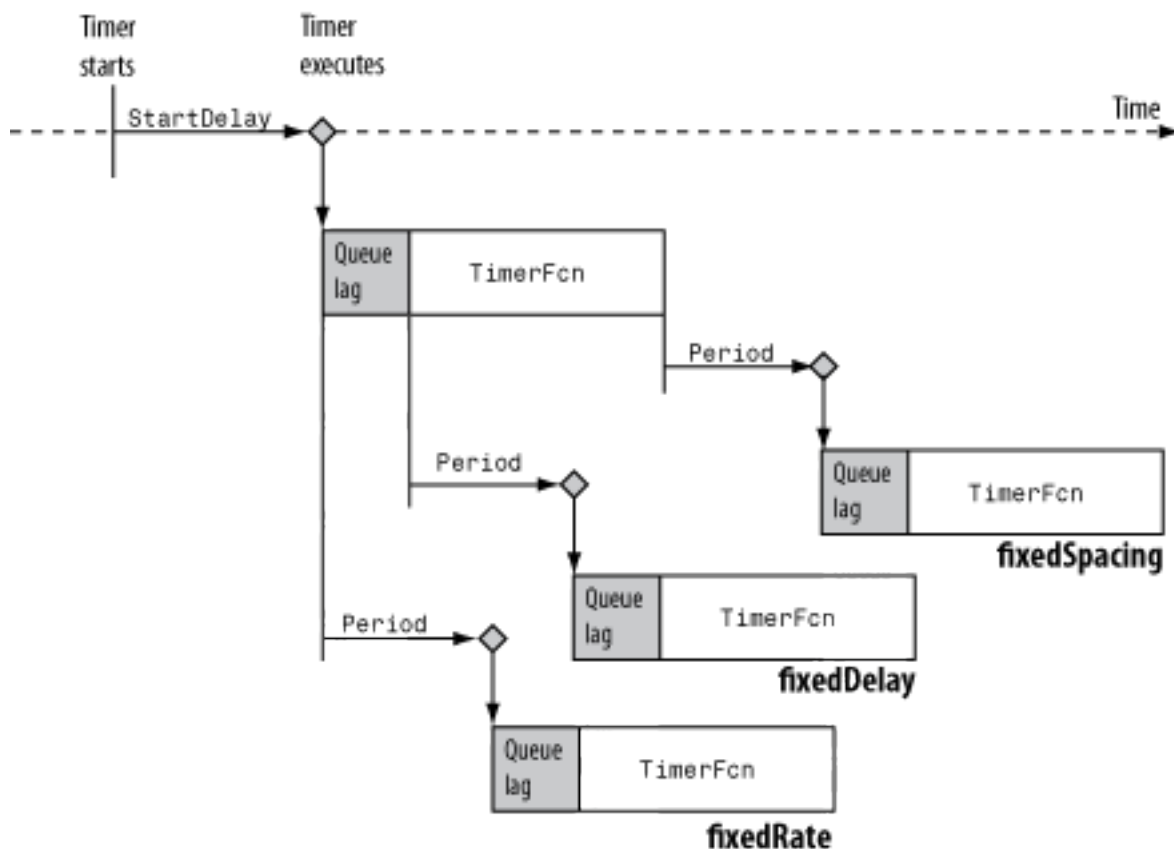 Timer
starts
Timer
executes
StartDelay
Time
Queue
lag
TimerFcn
Period
Queue
lag
TimerFcn
fixedSpacing
Period
Queue
lag
TimerFcn
fixedDelay
Period
Queue
lag
TimerFcn
fixedRate